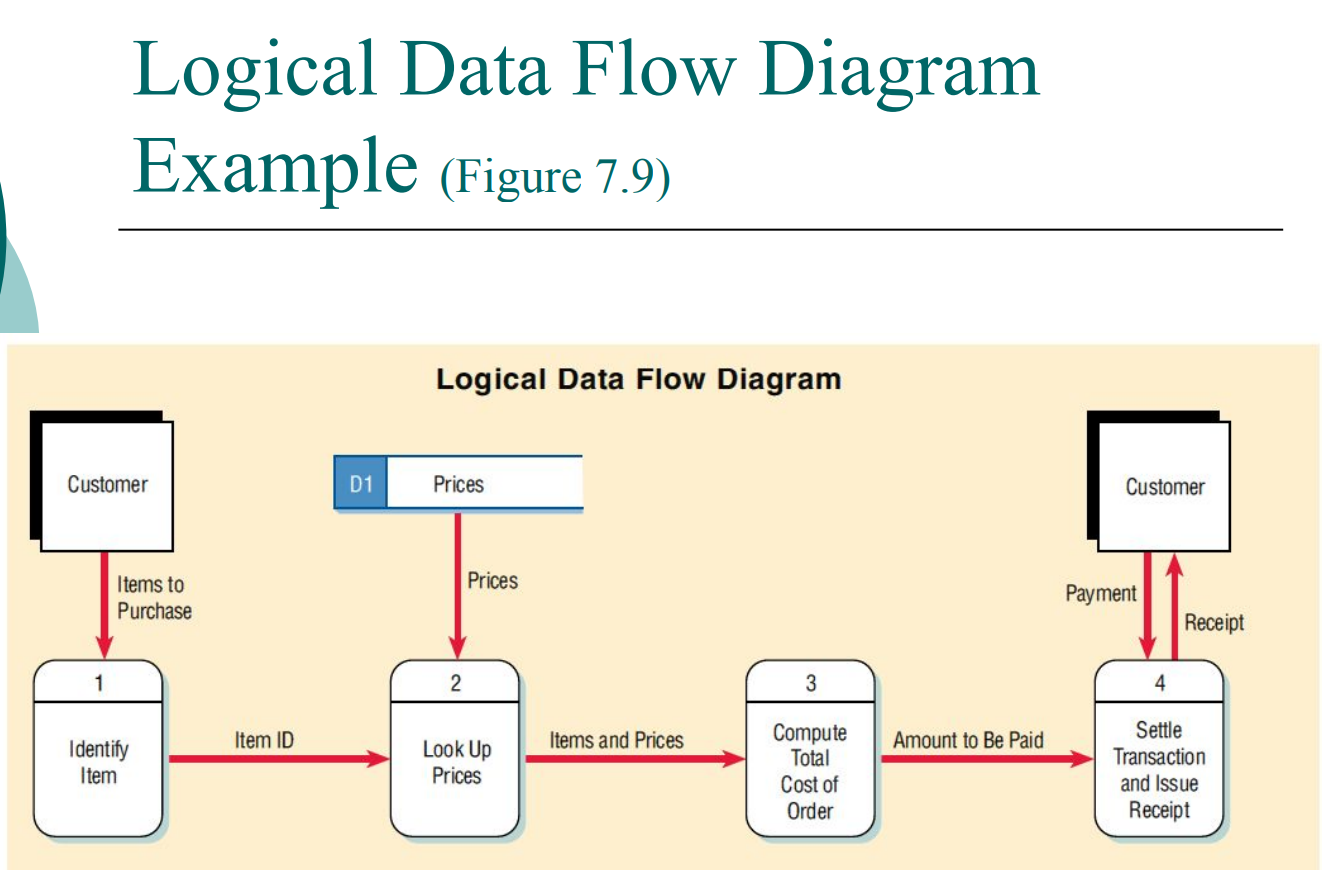 Logical Data Flow Diagram
Example (Figure 7.9)
Logical Data Flow Diagram
Customer
D1
Prices
Customer
Items to
Purchase
Prices
Payment
Receipt
1
Identify
Item
Item ID
2
Look Up
Prices
Items and Prices
3
Compute
Total
Cost of
Order
Amount to Be Paid
4
Settle
Transaction
and Issue
Receipt